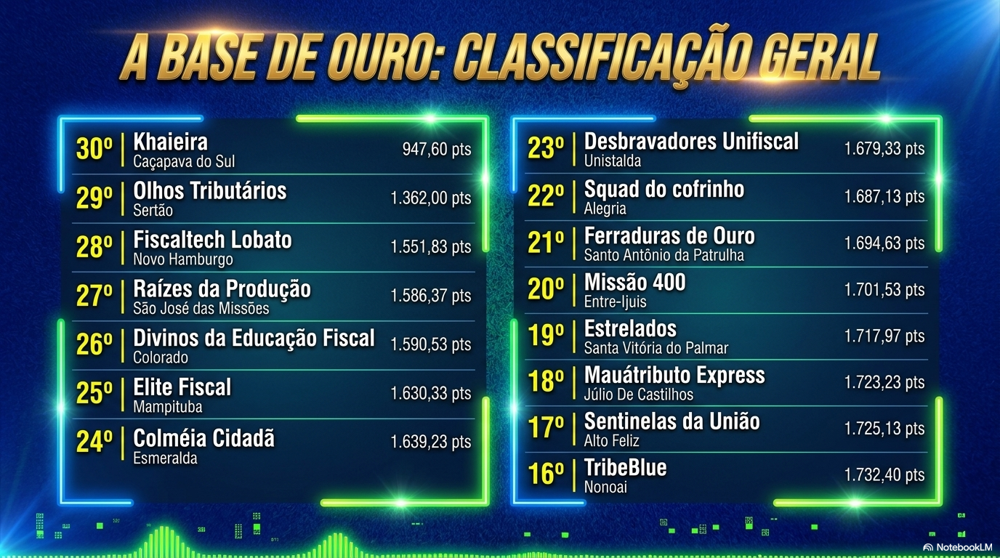 A BASE DE OURO: CLASSIFICAÇÃO GERAL
30º Khaieira 947,60 pts
Caçapava do Sul
29º Olhos Tributários 1.362,00 pts
Sertão
28º Fiscaltech Lobato 1.551,83 pts
Novo Hamburgo
27º Raízes da Produção 1.586,37 pts
São José das Missões
26º Divinos da Educação Fiscal 1.590,53 pts
Colorado
25º Elite Fiscal 1.630,33 pts
Mampituba
24º Colméia Cidadã 1.639,23 pts
Esmeralda
23º Desbravadores Unifiscal 1.679,33 pts
Unistalda
22º Squad do cofrinho 1.687,13 pts
Alegria
21º Ferraduras de Ouro 1.694,63 pts
Santo Antônio da Patrulha
20º Missão 400 1.701,53 pts
Entre-Ijuis
19º Estrelados 1.717,97 pts
Santa Vitória do Palmar
18º Mauátributo Express 1.723,23 pts
Júlio De Castilhos
17º Sentinelas da União 1.725,13 pts
Alto Feliz
16º TribeBlue 1.732,40 pts
Nonoai
NotebookLM